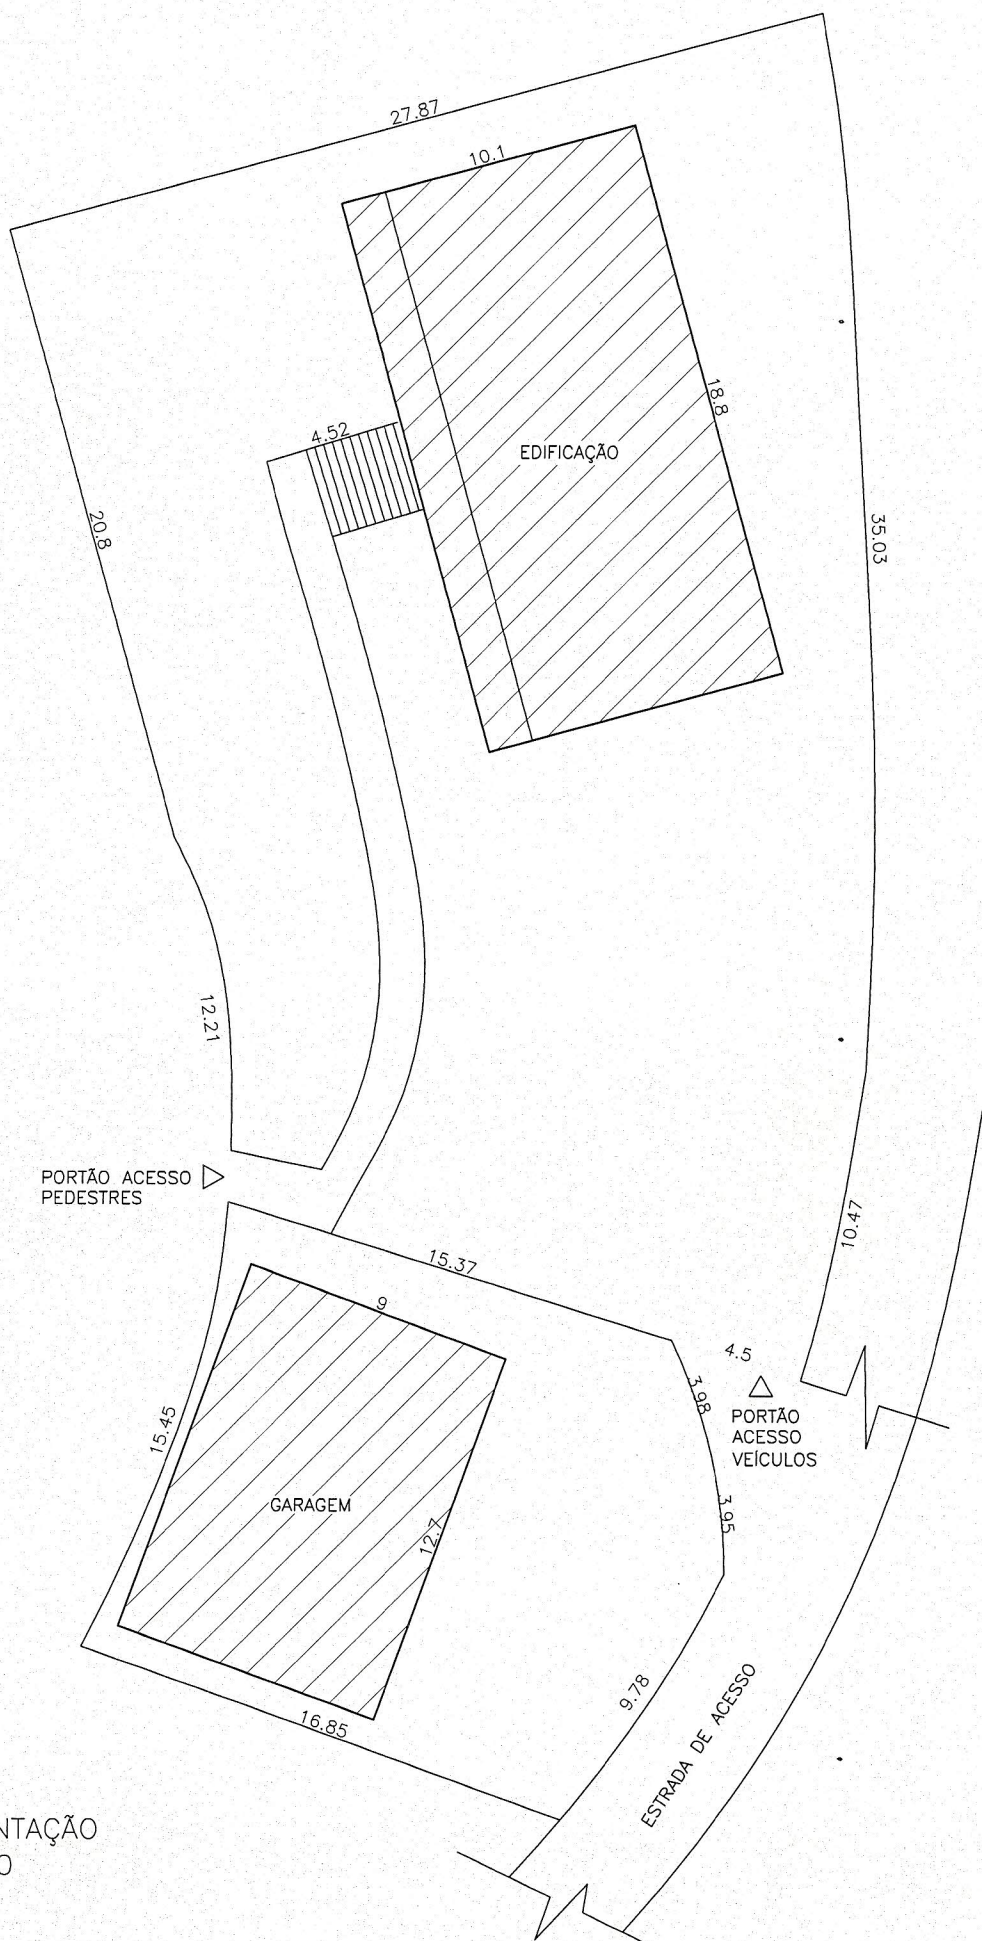 27.87
10.1
18.8
EDIFICAÇÃO
4.52
20.8
35.03
12.21
PORTÃO ACESSO
PEDESTRES
10.47
15.37
9
4.5
3.98
PORTÃO
ACESSO
VEÍCULOS
15.45
GARAGEM
12.7
3.95
9.78
16.85
ESTRADA DE ACESSO
NTAÇÃO
O